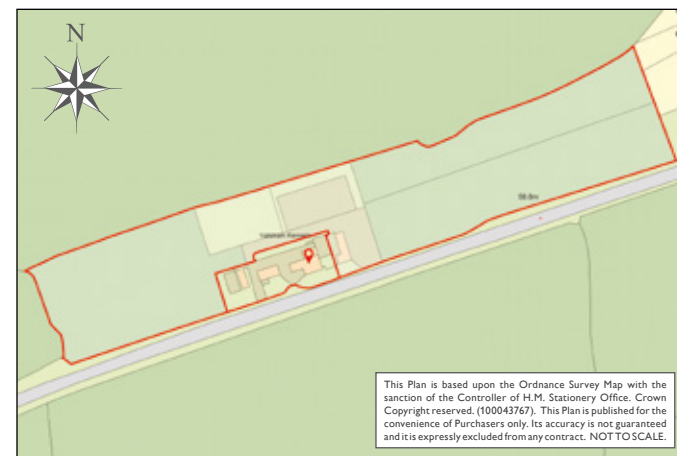 N
58.8m
This Plan is based upon the Ordnance Survey Map with the
sanction of the Controller of H.M. Stationery Office. Crown
Copyright reserved. (100043767). This Plan is published for the
convenience of Purchasers only. Its accuracy is not guaranteed
and it is expressly excluded from any contract. NOT TO SCALE.